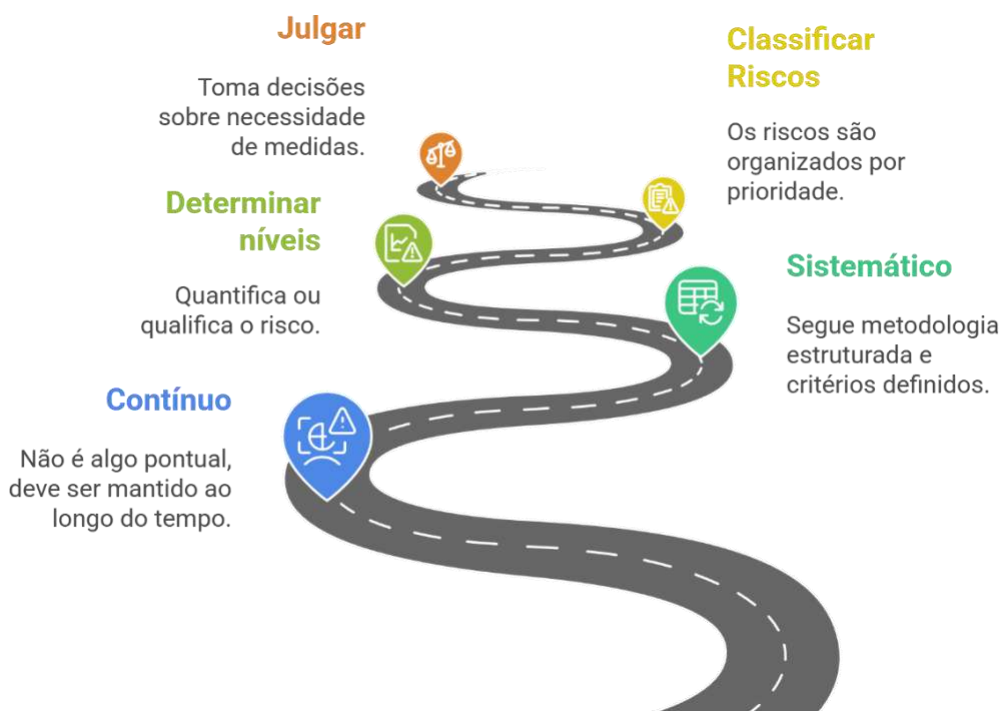 Julgar
Toma decisões
sobre necessidade
de medidas.
Classificar
Riscos
Os riscos são
organizados por
prioridade.
Determinar
níveis
Quantifica ou
qualifica o risco.
Sistemático
Segue metodologia
estruturada e
critérios definidos.
Contínuo
Não é algo pontual,
deve ser mantido ao
longo do tempo.